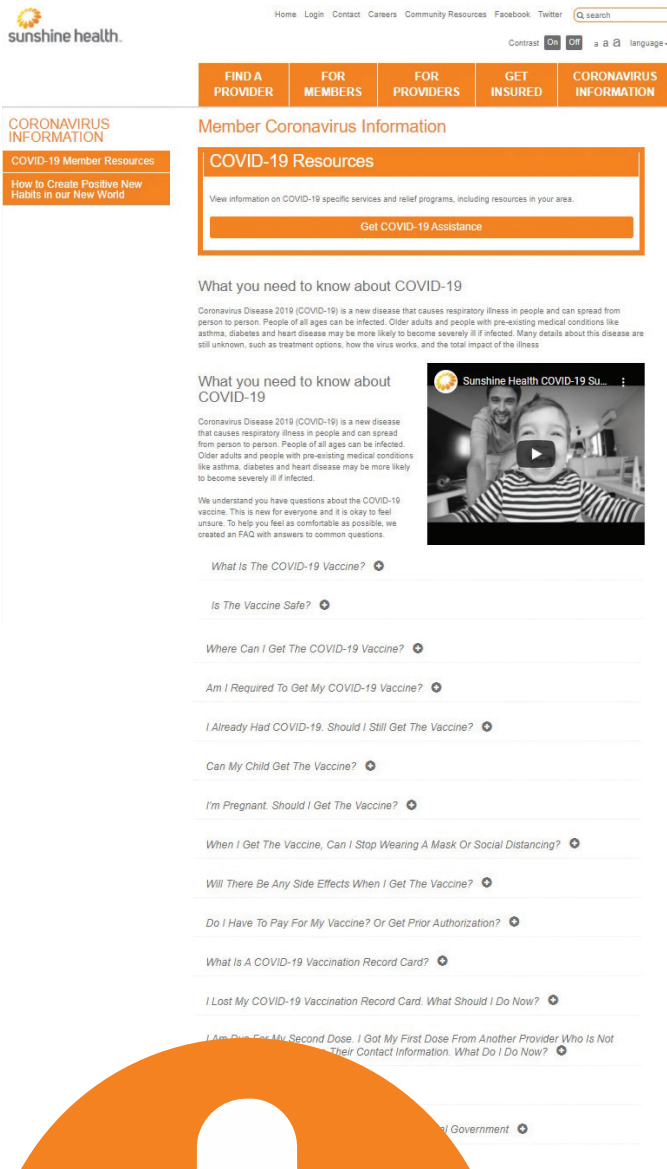 sunshine health.
Home Login Contact Careers Community Resources Facebook Twitter search
Contrast On Off a a a language
FIND A PROVIDER
FOR MEMBERS
FOR PROVIDERS
GET INSURED
CORONAVIRUS INFORMATION
CORONAVIRUS
INFORMATION
COVID-19 Member Resources
How to Create Positive New
Habits in our New World
Member Coronavirus Information
COVID-19 Resources
View information on COVID-19 specific services and relief programs, including resources in your area.
Get COVID-19 Assistance
What you need to know about COVID-19
Coronavirus Disease 2019 (COVID-19) is a new disease that causes respiratory illness in people and can spread from
person to person. People of all ages can be infected. Older adults and people with pre-existing medical conditions like
asthma, diabetes and heart disease may be more likely to become severely ill if infected. Many details about this disease are
still unknown, such as treatment options, how the virus works, and the total impact of the illness
What you need to know about
COVID-19
Coronavirus Disease 2019 (COVID-19) is a new disease
that causes respiratory illness in people and can spread
from person to person. People of all ages can be infected.
Older adults and people with pre-existing medical conditions
like asthma, diabetes and heart disease may be more likely
to become severely ill if infected.
We understand you have questions about the COVID-19
vaccine. This is new for everyone and it is okay to feel
unsure. To help you feel as comfortable as possible, we
created an FAQ with answers to common questions.
Sunshine Health COVID-19 Su...
What Is The COVID-19 Vaccine?
Is The Vaccine Safe?
Where Can I Get The COVID-19 Vaccine?
Am I Required To Get My COVID-19 Vaccine?
I Already Had COVID. Should I Still Get The Vaccine?
Can My Child Get The Vaccine?
I'm Pregnant. Should I Get The Vaccine?
When I Get The Vaccine, Can I Stop Wearing A Mask Or Social Distancing?
Will There Be Any Side Effects When I Get The Vaccine?
Do I Have To Pay For My Vaccine? Or Get Prior Authorization?
What Is A COVID-19 Vaccination Record Card?
I Lost My COVID-19 Vaccination Record Card. What Should I Do Now?
I Am Due For My Second Dose. I Got My First Dose From Another Provider Who Is Not
Their Contact Information. What Do I Do Now?
Government